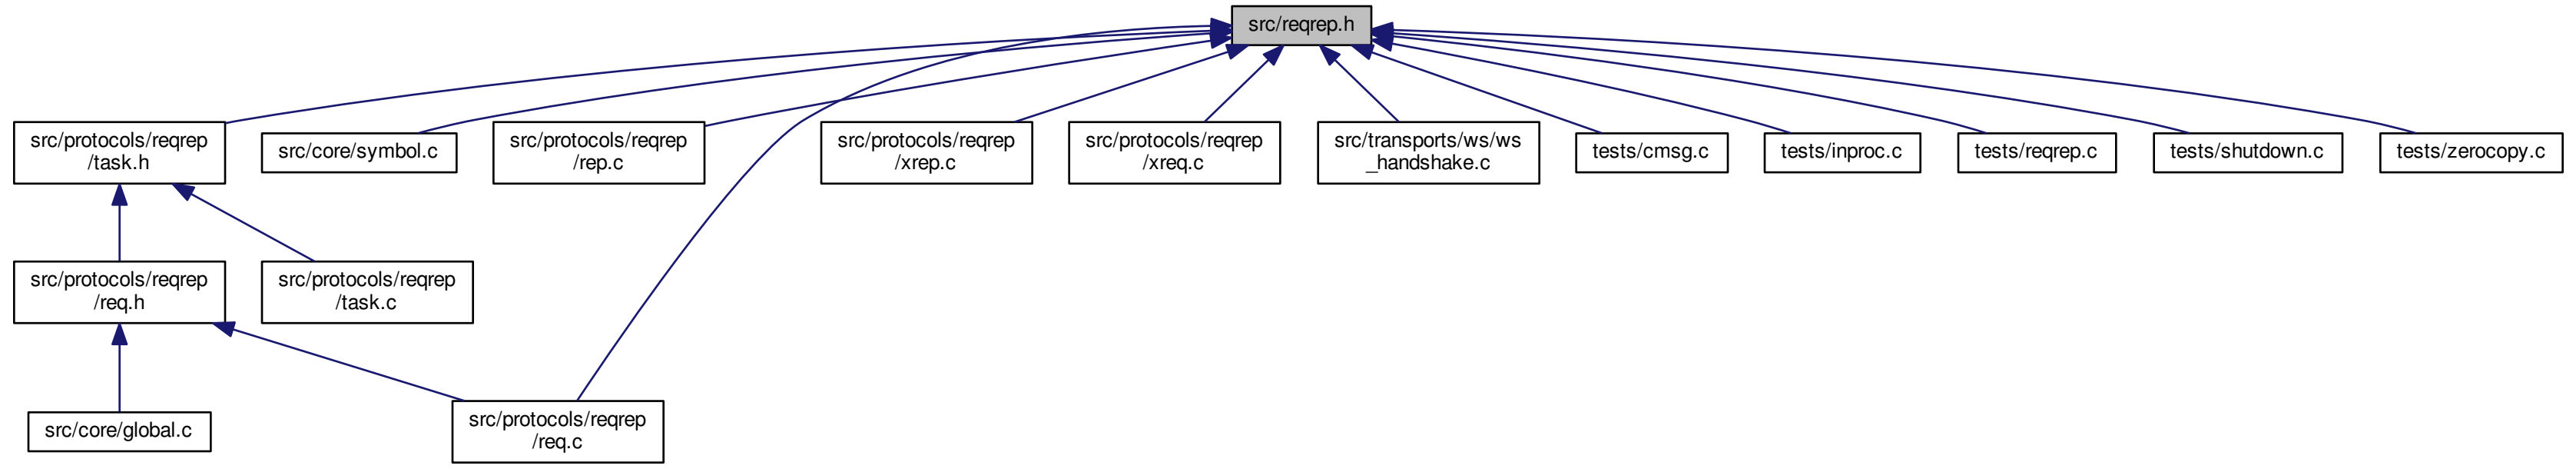 src/reqrep.h
src/protocols/reqrep
/task.h
src/core/symbol.c
src/protocols/reqrep
/rep.c
src/protocols/reqrep
/xrep.c
src/protocols/reqrep
/xreq.c
src/transports/ws/ws
_handshake.c
tests/cmsg.c
tests/inproc.c
tests/reqrep.c
tests/shutdown.c
tests/zerocopy.c
src/protocols/reqrep
/req.h
src/protocols/reqrep
/task.c
src/core/global.c
src/protocols/reqrep
/req.c